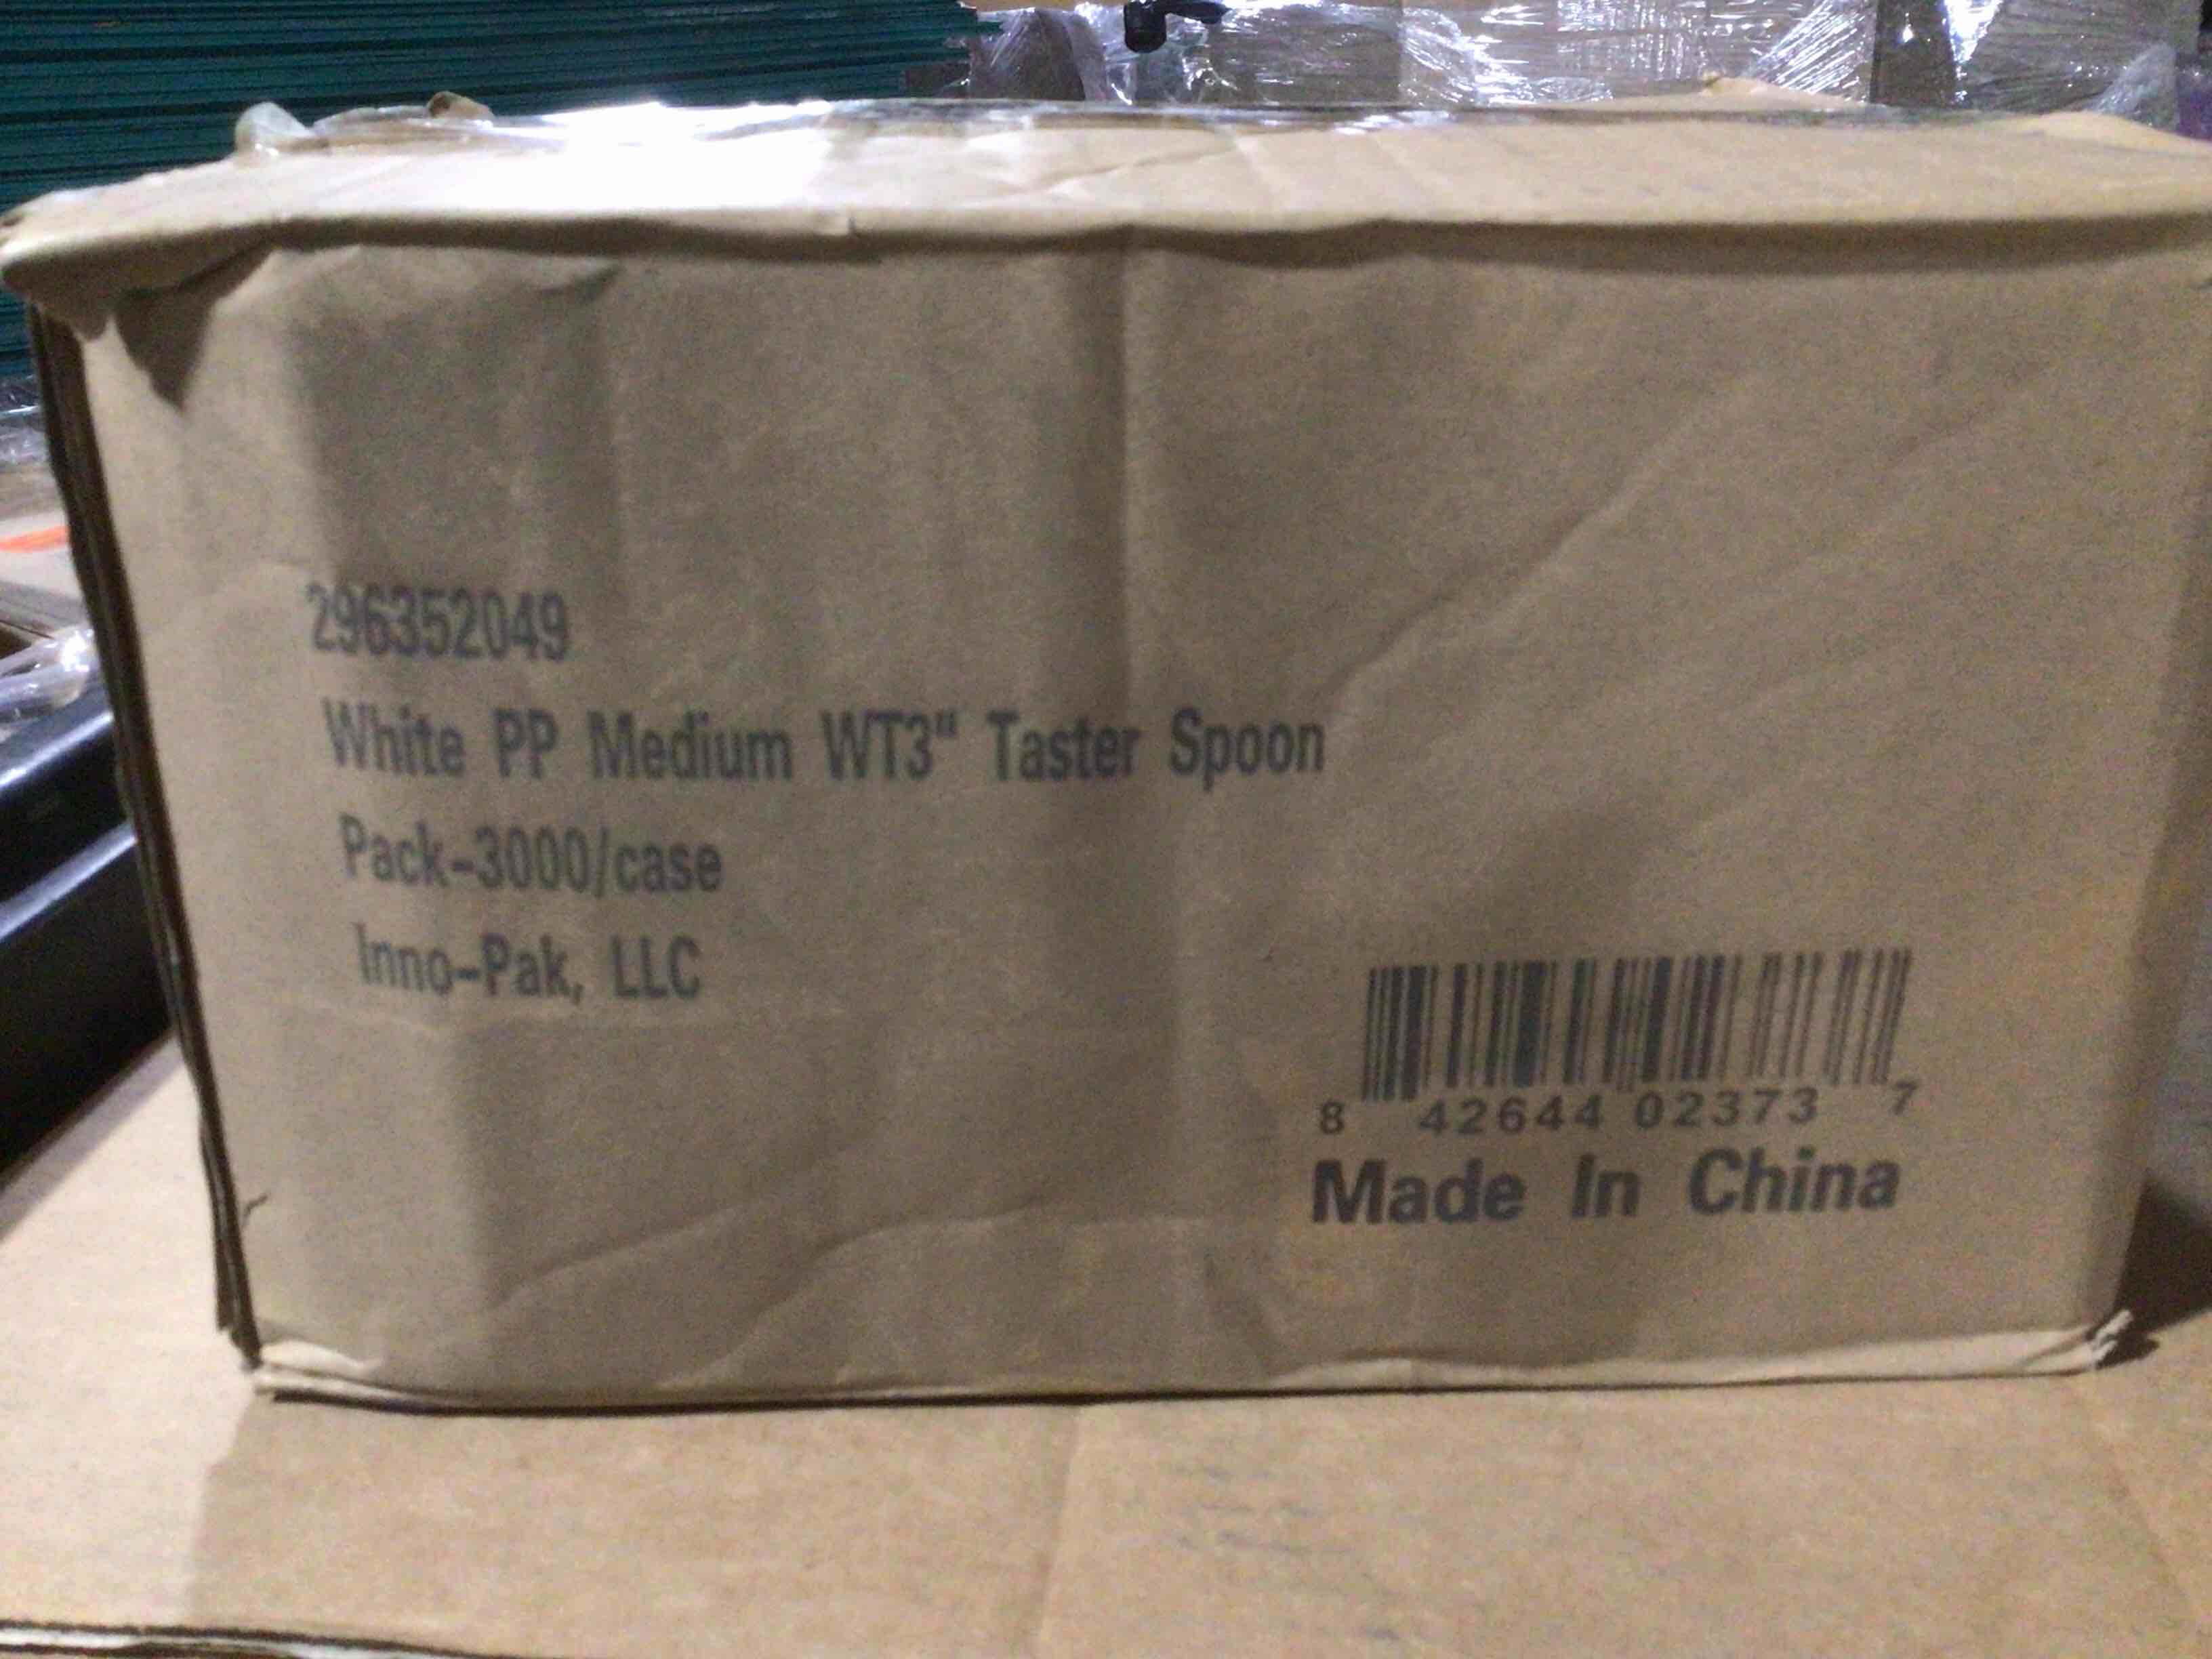 296352049
White PP Medium WT3" Taster Spoon
Pack-3000/case
Inno-Pak, LLC
8 42644 02373 7
Made In China